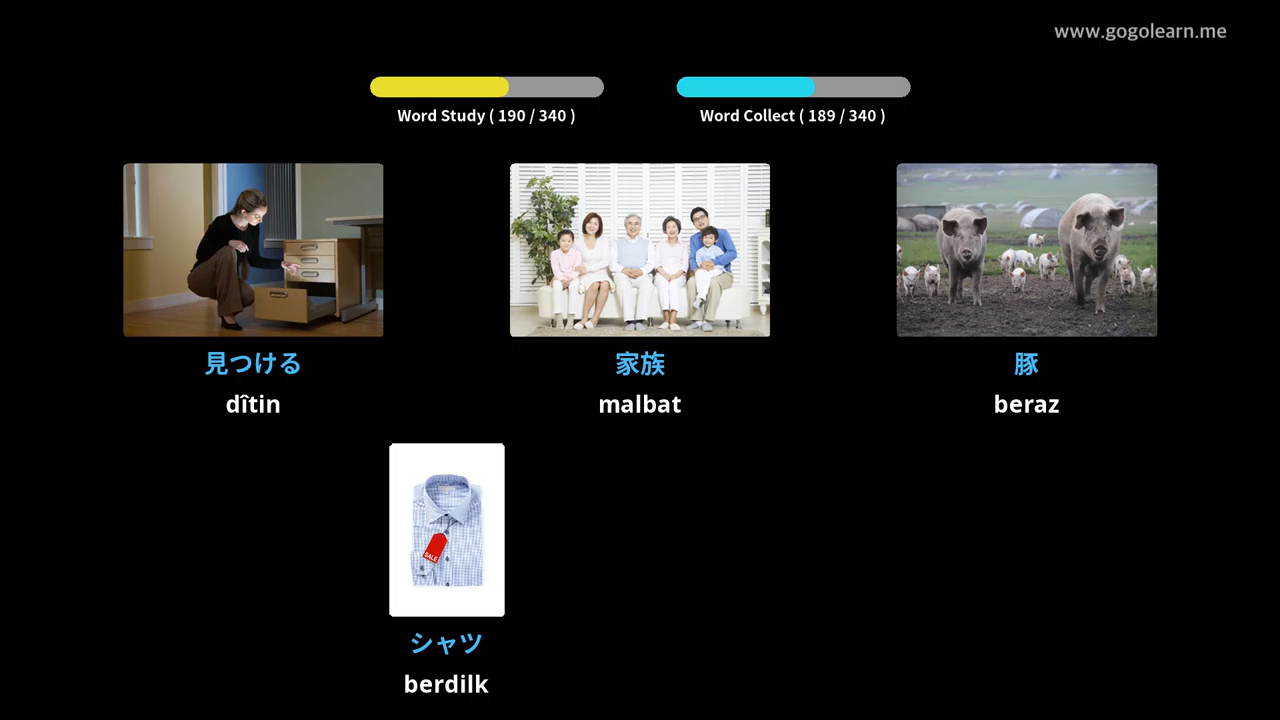 www.gogolearn.me
Word Study ( 190 / 340 )
Word Collect ( 189 / 340 )
見つける
dîtin
家族
malbat
豚
beraz
SALE
シャツ
berdilk